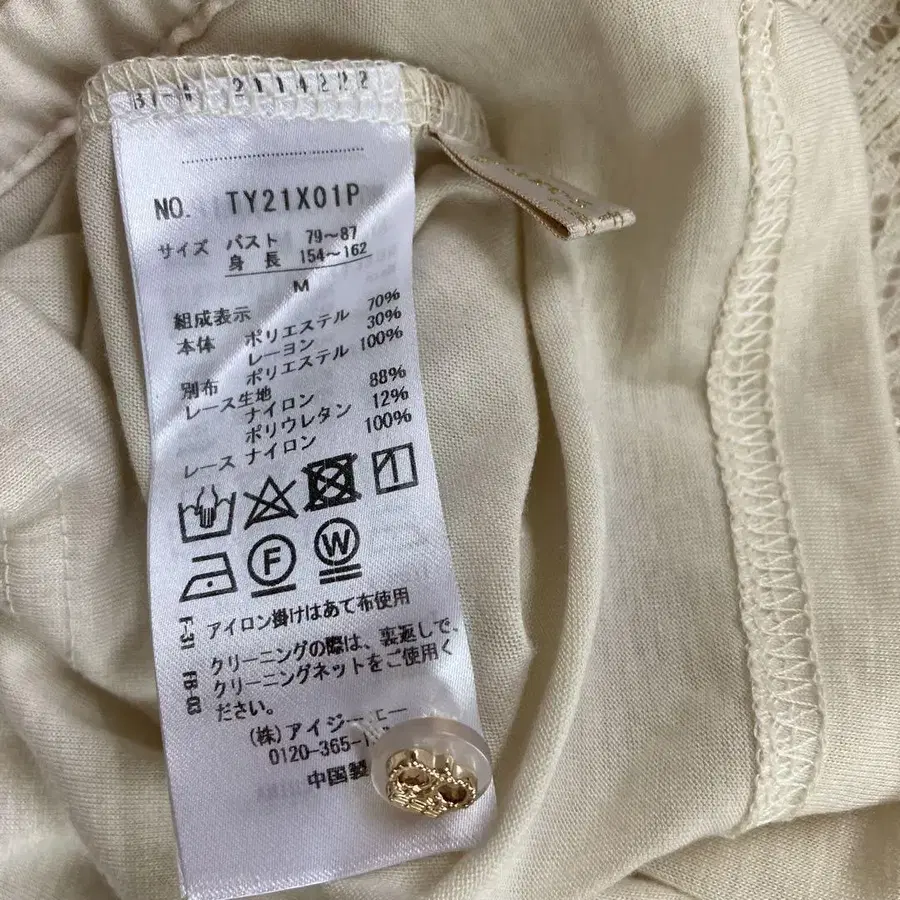 2114222
NO. TY21X01P
サイズ バスト 79〜87
身長 154〜162
M
組成表示
本体 ポリエステル 70%
レーヨン 30%
別布 ポリエステル 100%
レース生地
ナイロン 88%
ポリウレタン 12%
レース ナイロン 100%
F
W
F-31 アイロン掛けはあて布使用
FB-03 クリーニングの際は、裏返しで、
クリーニングネットをご使用く
ださい。
(株)アイジー
0120-365-1
中国製